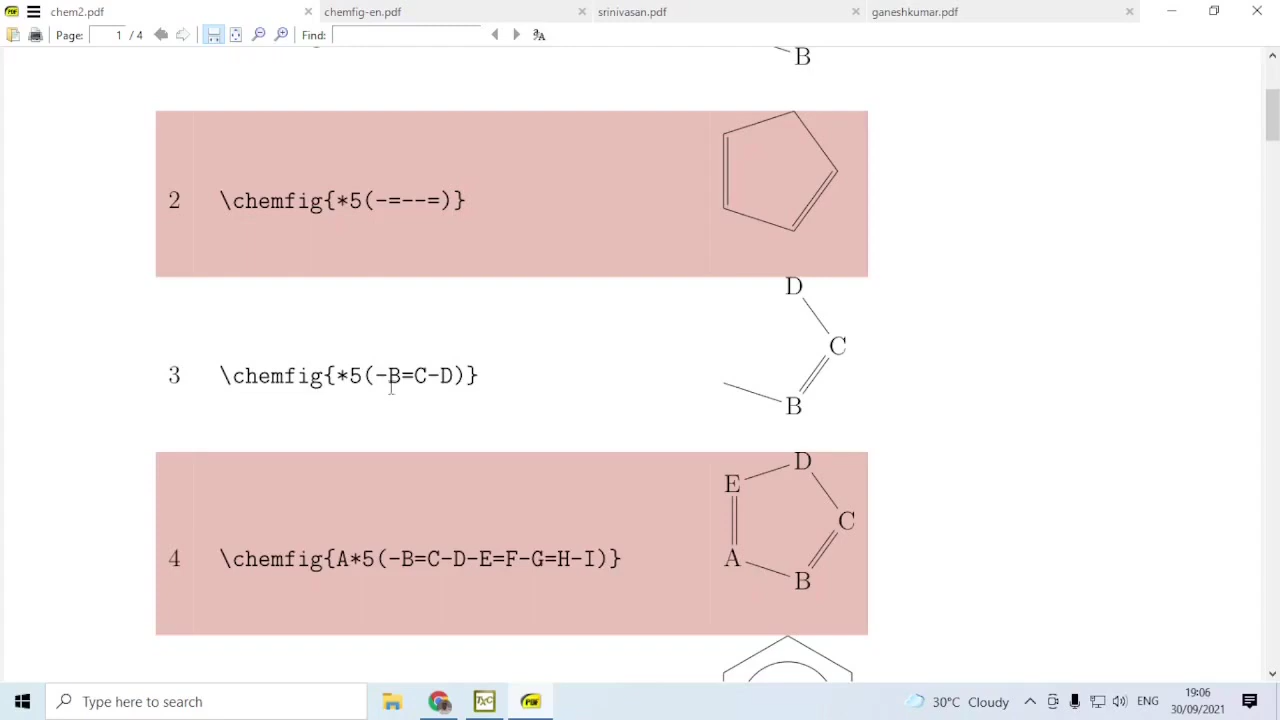 chem2.pdf
chemfig-en.pdf
srinivasan.pdf
ganeshkumar.pdf
Page: 1 / 4 Find:
B
2 \chemfig{*5(-=--=)}
D
C
3 \chemfig{*5(-B=C-D)}
B
D
E
C
4 \chemfig{A*5(-B=C-D-E=F-G=H-I)}
A
B
Type here to search
30°C Cloudy
ENG
19:06
30/09/2021